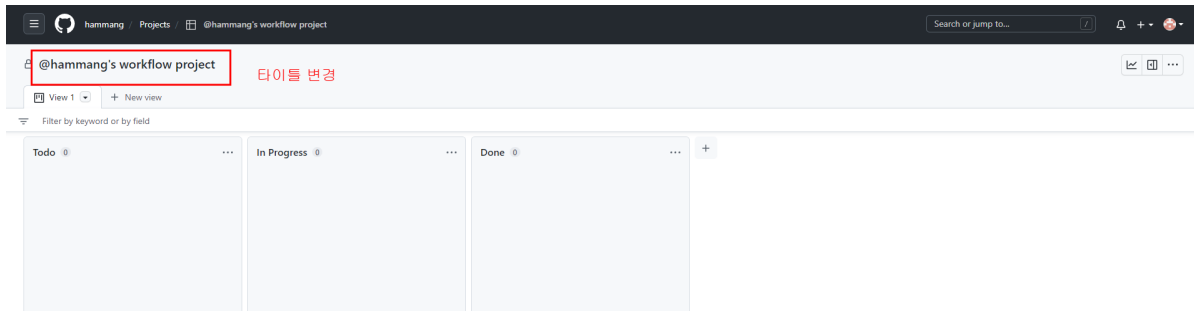 hammang / Projects / @hammang's workflow project Search or jump to... /
@hammang's workflow project 타이틀 변경
View 1 + New view
Filter by keyword or by field
Todo 0 ... In Progress 0 ... Done 0 ... +